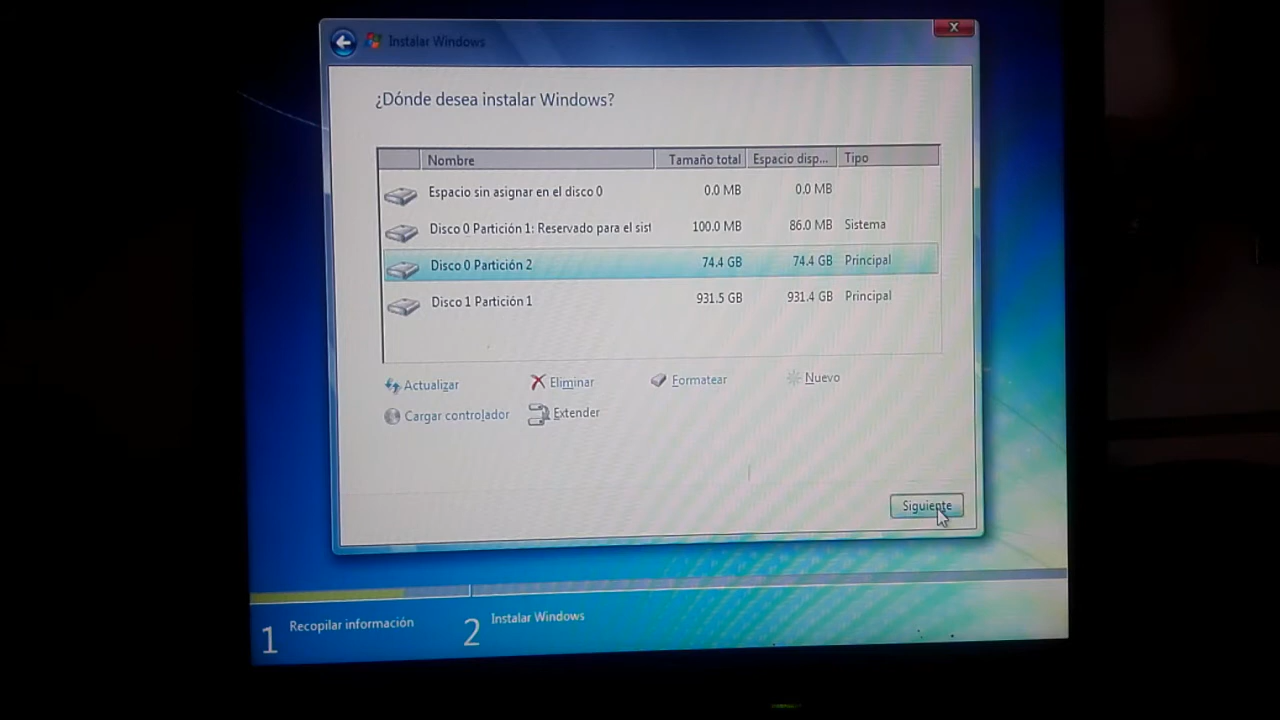 Instalar Windows
¿Dónde desea instalar Windows?
Nombre Tamaño total Espacio disp... Tipo
Espacio sin asignar en el disco 0 0.0 MB 0.0 MB
Disco 0 Partición 1: Reservado para el sist 100.0 MB 86.0 MB Sistema
Disco 0 Partición 2 74.4 GB 74.4 GB Principal
Disco 1 Partición 1 931.5 GB 931.4 GB Principal
Actualizar Eliminar Formatear Nuevo
Cargar controlador Extender
Siguiente
1 Recopilar información 2 Instalar Windows